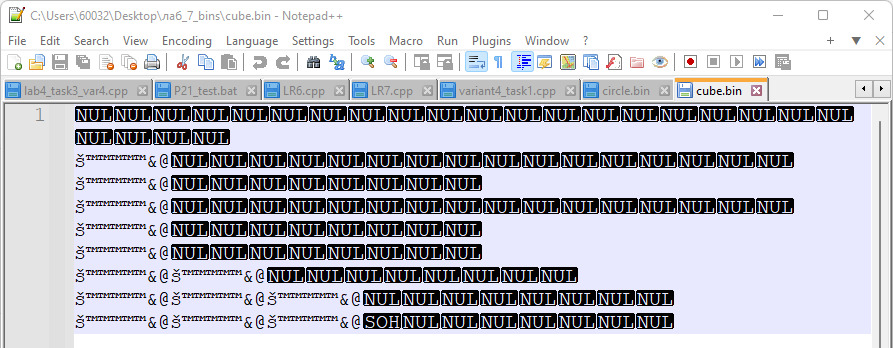 C:\Users\60032\Desktop\лаб_7_bins\cube.bin - Notepad++
File Edit Search View Encoding Language Settings Tools Macro Run Plugins Window ?
lab4_task3_var4.cpp P21_test.bat LR6.cpp LR7.cpp variant4_task1.cpp circle.bin cube.bin
1 NULNULNULNULNULNULNULNULNULNULNULNULNULNULNULNULNULNULNULNUL
NULNULNULNUL
š™™™™™&@NULNULNULNULNULNULNULNULNULNULNULNULNULNULNULNUL
š™™™™™&@NULNULNULNULNULNULNULNUL
š™™™™™&@NULNULNULNULNULNULNULNULNULNULNULNULNULNULNULNUL
š™™™™™&@NULNULNULNULNULNULNULNUL
š™™™™™&@NULNULNULNULNULNULNULNUL
š™™™™™&@š™™™™™&@NULNULNULNULNULNULNULNUL
š™™™™™&@š™™™™™&@š™™™™™&@NULNULNULNULNULNULNULNUL
š™™™™™&@š™™™™™&@š™™™™™&@SOHNULNULNULNULNULNULNUL